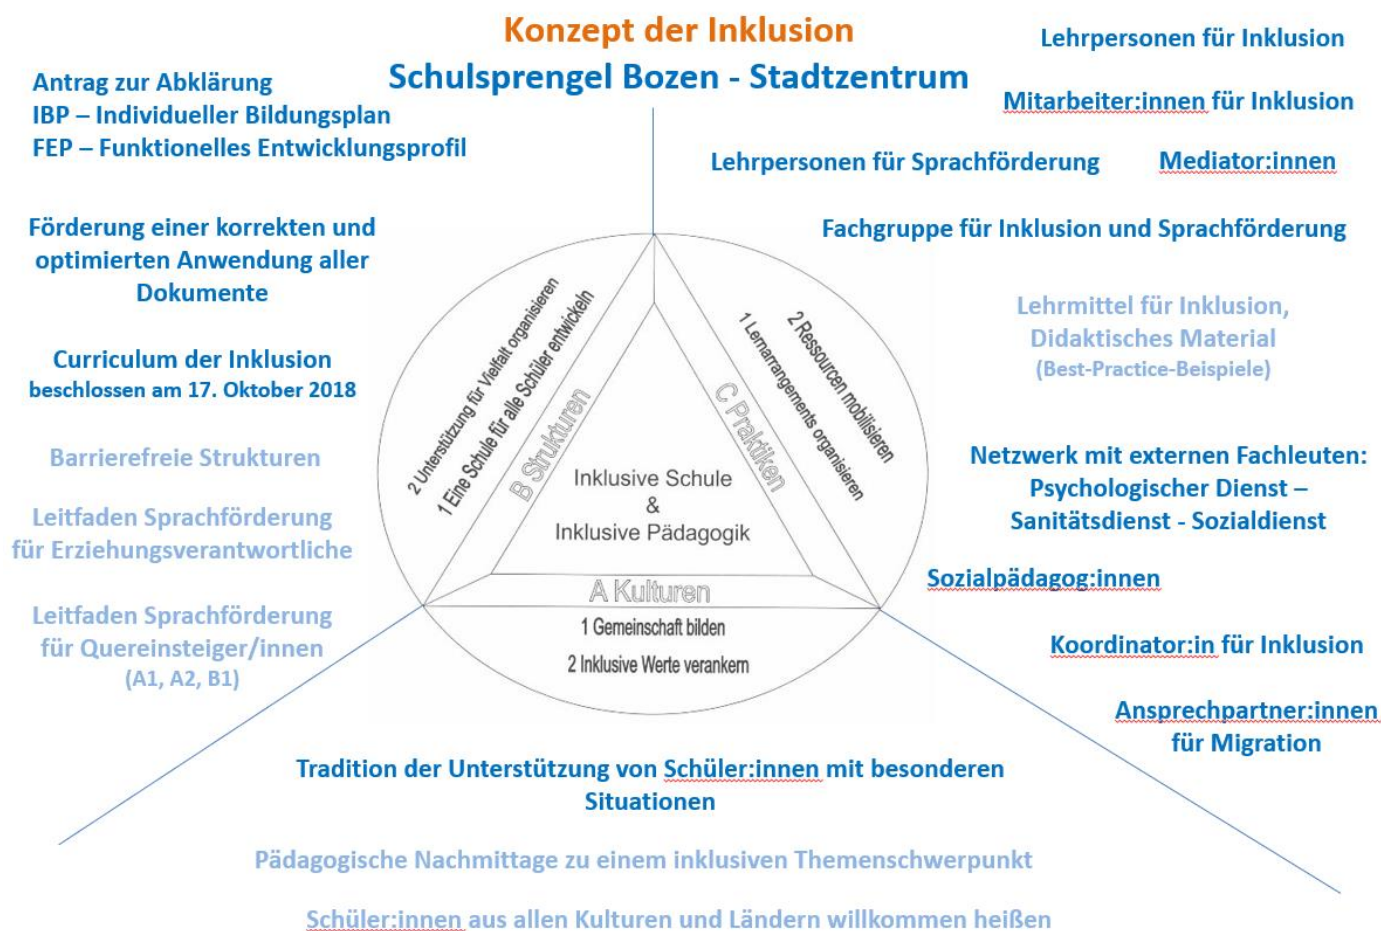 Konzept der Inklusion
Schulsprengel Bozen - Stadtzentrum
Antrag zur Abklärung
IBP – Individueller Bildungsplan
FEP – Funktionelles Entwicklungsprofil
Förderung einer korrekten und
optimierten Anwendung aller
Dokumente
Curriculum der Inklusion
beschlossen am 17. Oktober 2018
Barrierefreie Strukturen
Leitfaden Sprachförderung
für Erziehungsverantwortliche
Leitfaden Sprachförderung
für Quereinsteiger/innen
(A1, A2, B1)
Lehrpersonen für Inklusion
Mitarbeiter:innen für Inklusion
Lehrpersonen für Sprachförderung
Mediator:innen
Fachgruppe für Inklusion und Sprachförderung
Lehrmittel für Inklusion,
Didaktisches Material
(Best-Practice-Beispiele)
Netzwerk mit externen Fachleuten:
Psychologischer Dienst –
Sanitätsdienst - Sozialdienst
Sozialpädagog:innen
Koordinator:in für Inklusion
Ansprechpartner:innen
für Migration
2 Unterstützung für Vielfalt organisieren
1 Eine Schule für alle Schüler entwickeln
B Strukturen
2 Ressourcen mobilisieren
1 Lernarrangements organisieren
C Praktiken
Inklusive Schule
&
Inklusive Pädagogik
A Kulturen
1 Gemeinschaft bilden
2 Inklusive Werte verankern
Tradition der Unterstützung von Schüler:innen mit besonderen
Situationen
Pädagogische Nachmittage zu einem inklusiven Themenschwerpunkt
Schüler:innen aus allen Kulturen und Ländern willkommen heißen